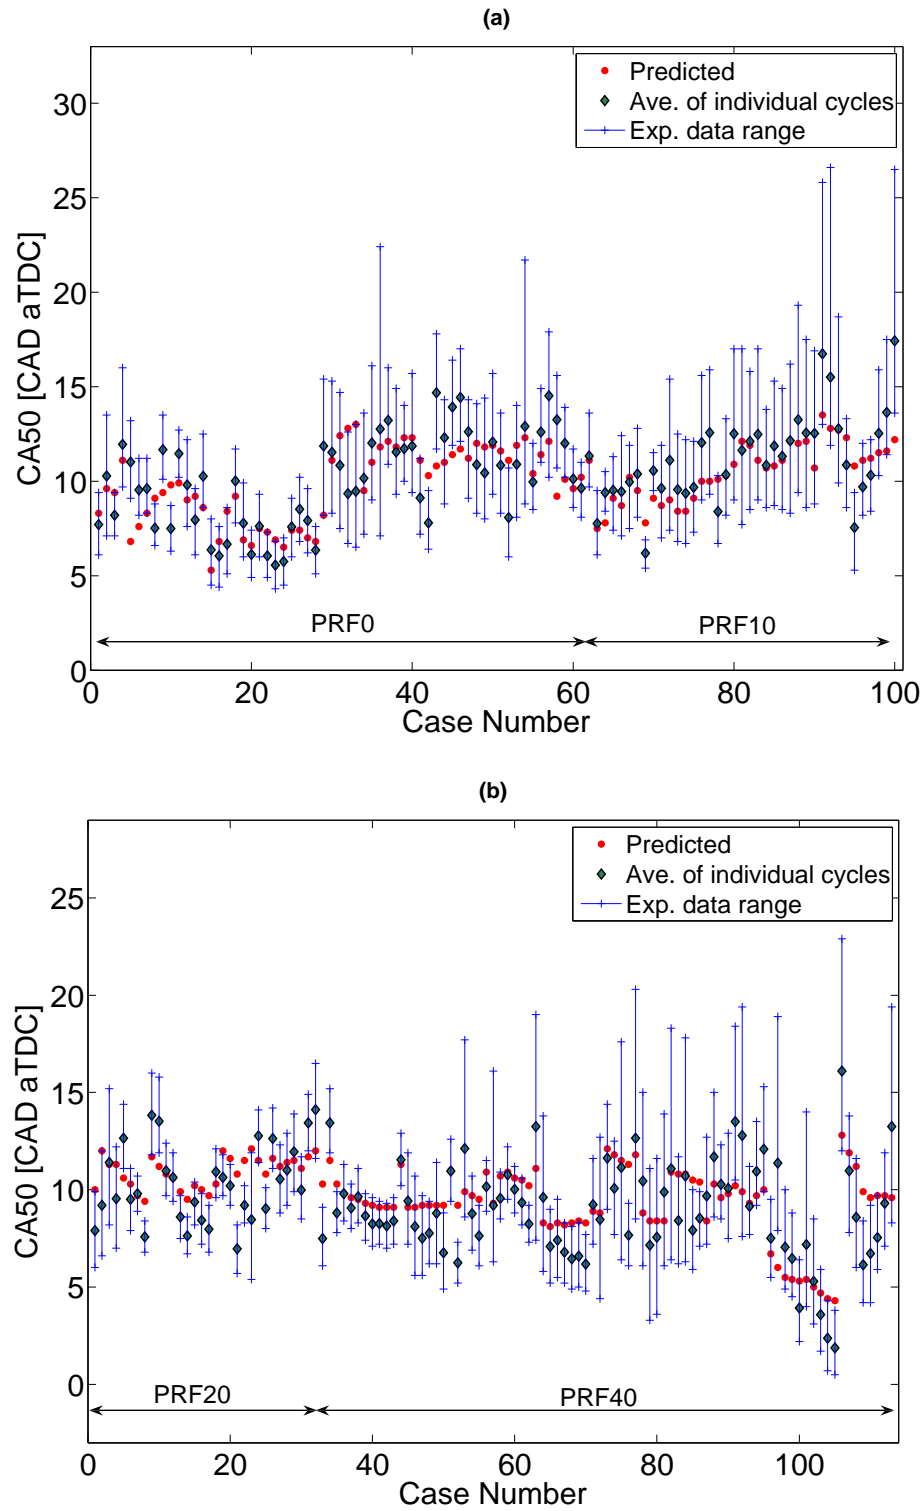 (a)
Predicted
Ave. of individual cycles
Exp. data range
CA50 [CAD aTDC]
30
25
20
15
10
5
0
PRF0
PRF10
0
20
40
60
80
100
Case Number
(b)
Predicted
Ave. of individual cycles
Exp. data range
CA50 [CAD aTDC]
25
20
15
10
5
0
PRF20
PRF40
0
20
40
60
80
100
Case Number